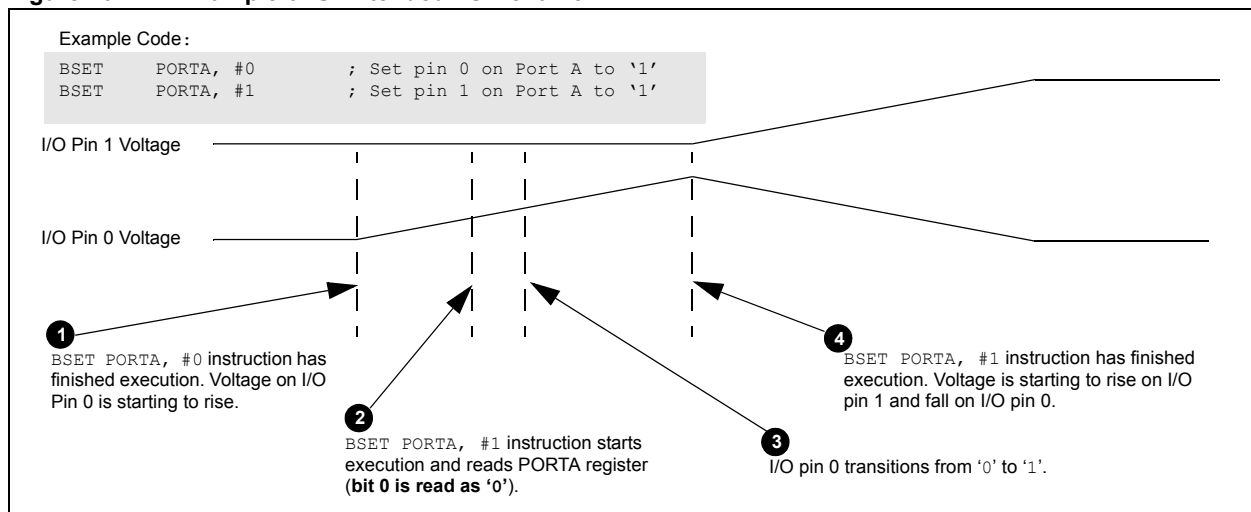 Example Code:
BSET PORTA, #0 ; Set pin 0 on Port A to ‘1’
BSET PORTA, #1 ; Set pin 1 on Port A to ‘1’
I/O Pin 1 Voltage
I/O Pin 0 Voltage
1
BSET PORTA, #0 instruction has
finished execution. Voltage on I/O
Pin 0 is starting to rise.
2
BSET PORTA, #1 instruction starts
execution and reads PORTA register
(bit 0 is read as ‘0’).
3
I/O pin 0 transitions from ‘0’ to ‘1’.
4
BSET PORTA, #1 instruction has finished
execution. Voltage is starting to rise on I/O
pin 1 and fall on I/O pin 0.